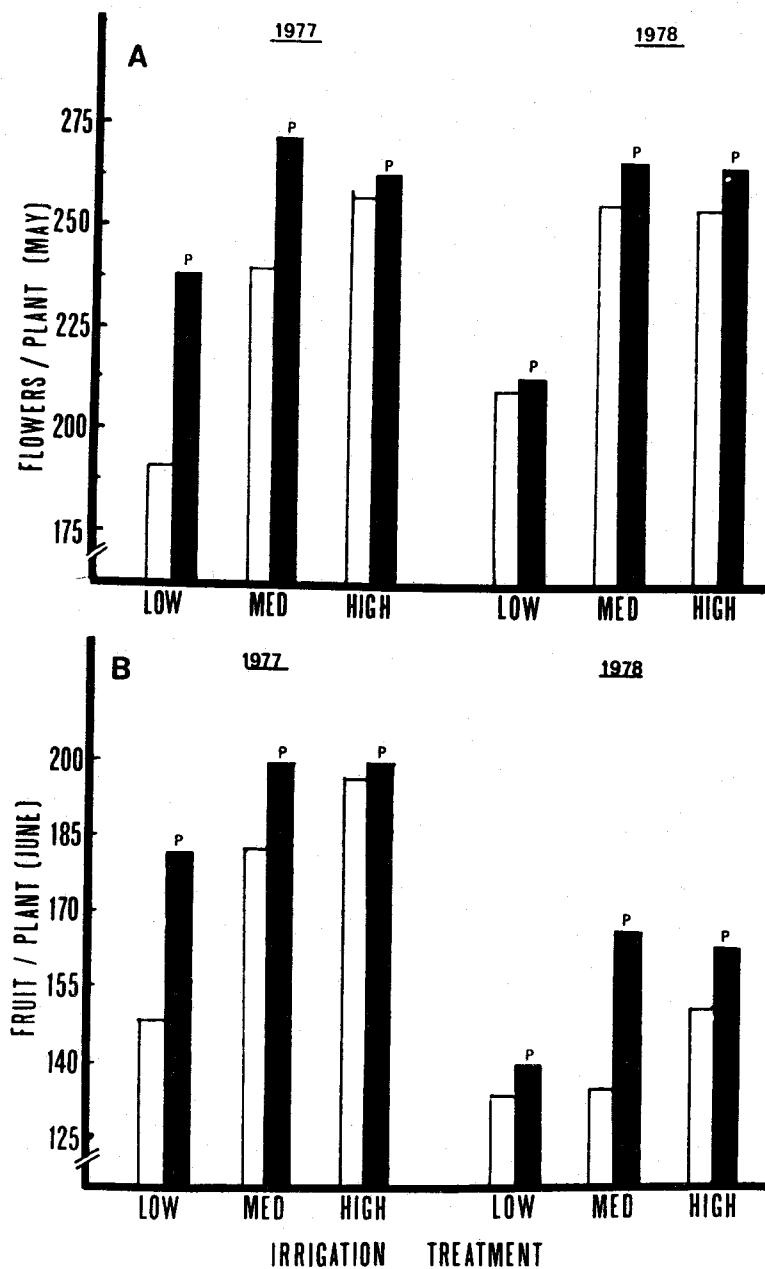 A
1977
1978
FLOWERS / PLANT (MAY)
275
250
225
200
175
P
P
P
P
P
P
LOW MED HIGH LOW MED HIGH
B
1977
1978
FRUIT / PLANT (JUNE)
200
185
170
155
140
125
P
P
P
P
P
P
LOW MED HIGH LOW MED HIGH
IRRIGATION TREATMENT